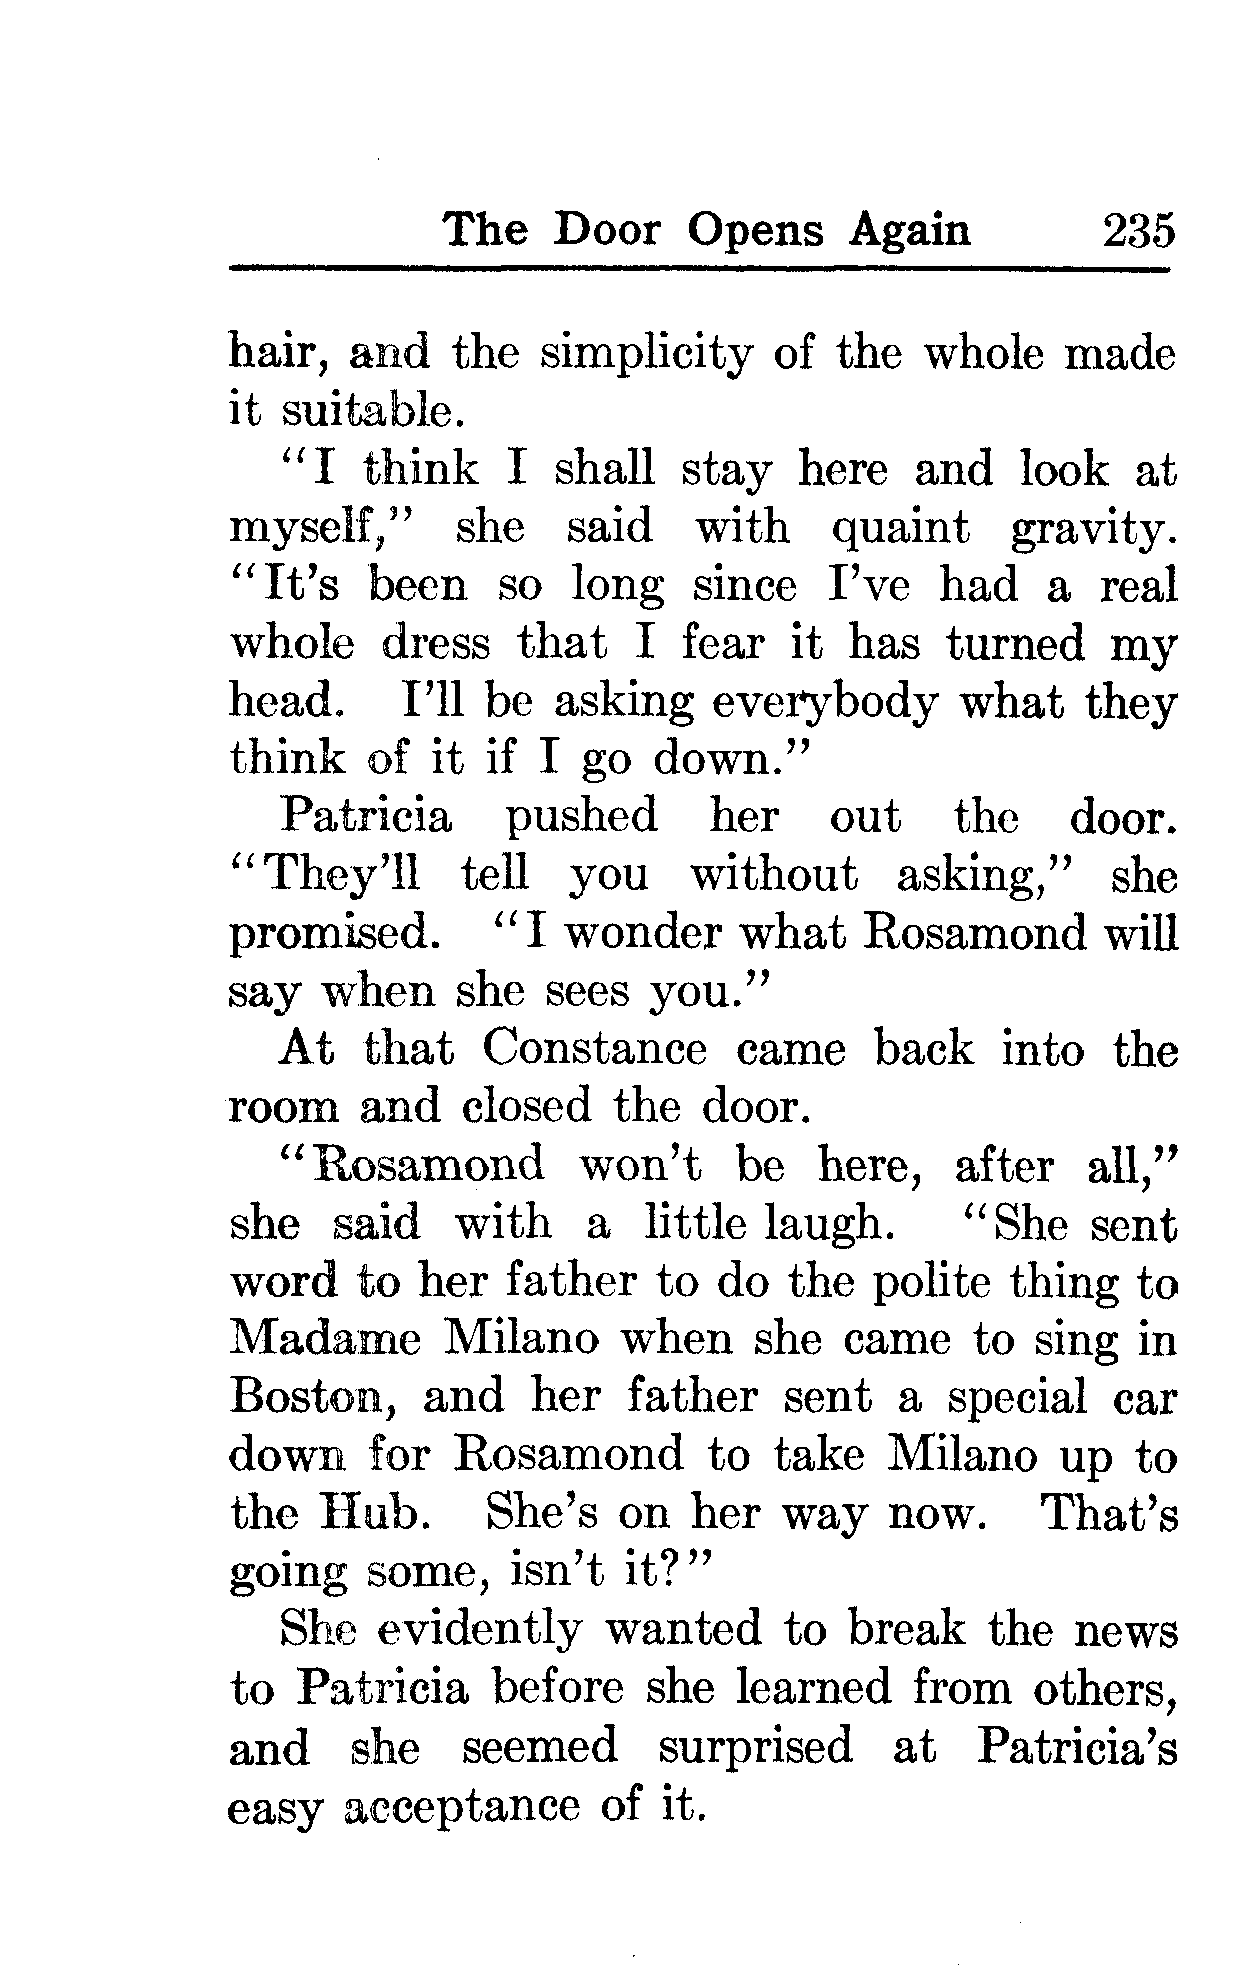 The Door Opens Again 235
hair, and the simplicity of the whole made
it suitable.
"I think I shall stay here and look at
myself," she said with quaint gravity.
"It's been so long since I've had a real
whole dress that I fear it has turned my
head. I'll be asking everybody what they
think of it if I go down."
Patricia pushed her out the door.
"They'll tell you without asking," she
promised. "I wonder what Rosamond will
say when she sees you."
At that Constance came back into the
room and closed the door.
"Rosamond won't be here, after all,"
she said with a little laugh. "She sent
word to her father to do the polite thing to
Madame Milano when she came to sing in
Boston, and her father sent a special car
down for Rosamond to take Milano up to
the Hub. She's on her way now. That's
going some, isn't it?"
She evidently wanted to break the news
to Patricia before she learned from others,
and she seemed surprised at Patricia's
easy acceptance of it.